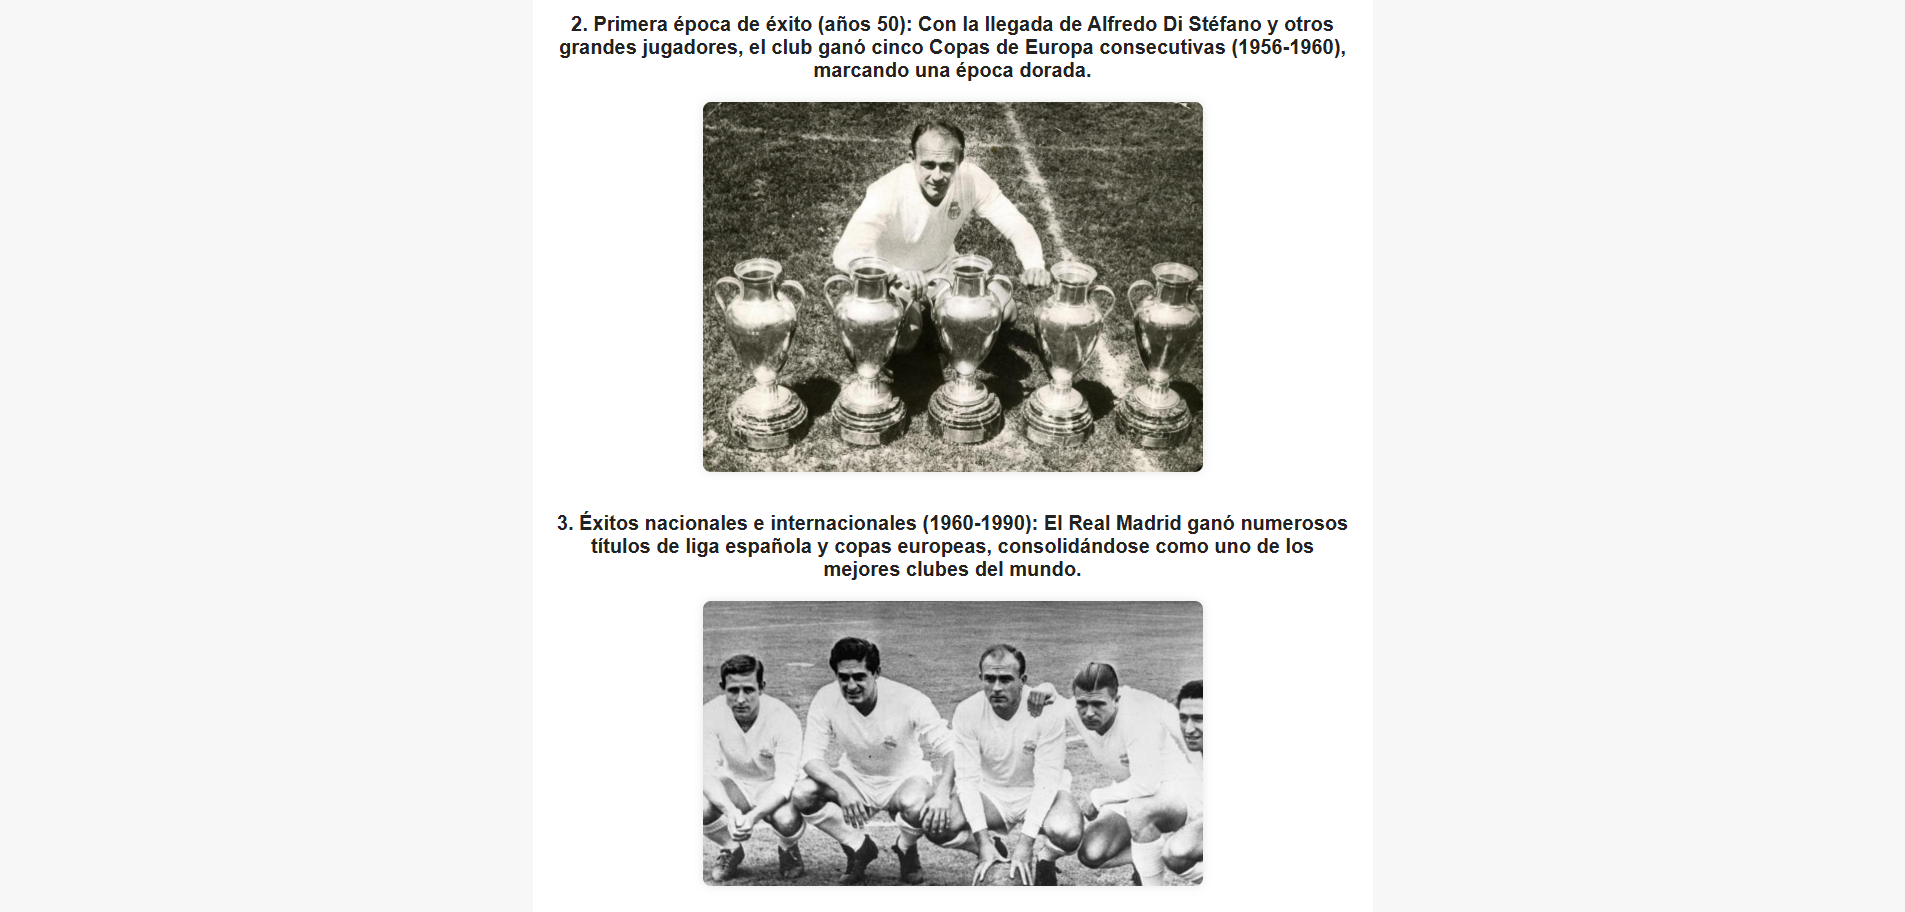 2. Primera época de éxito (años 50): Con la llegada de Alfredo Di Stéfano y otros
grandes jugadores, el club ganó cinco Copas de Europa consecutivas (1956-1960),
marcando una época dorada.
3. Éxitos nacionales e internacionales (1960-1990): El Real Madrid ganó numerosos
títulos de liga española y copas europeas, consolidándose como uno de los
mejores clubes del mundo.